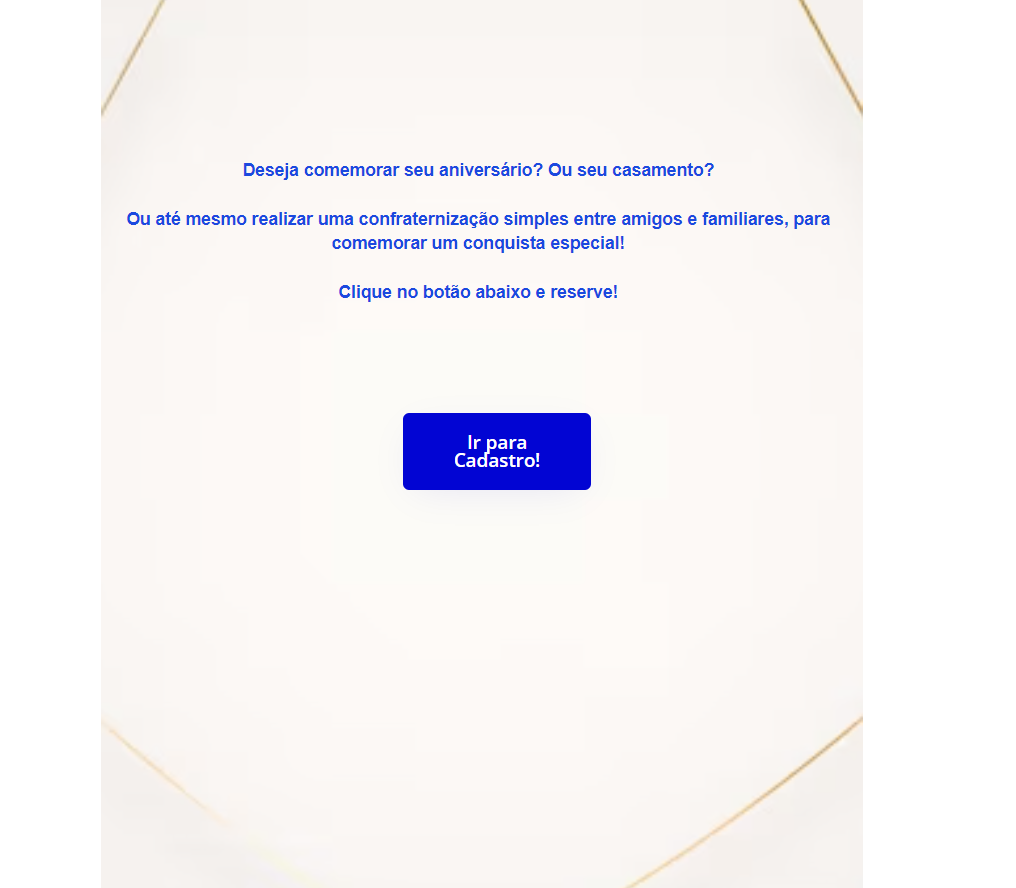 Deseja comemorar seu aniversário? Ou seu casamento?
Ou até mesmo realizar uma confraternização simples entre amigos e familiares, para
comemorar um conquista especial!
Clique no botão abaixo e reserve!
Ir para
Cadastro!